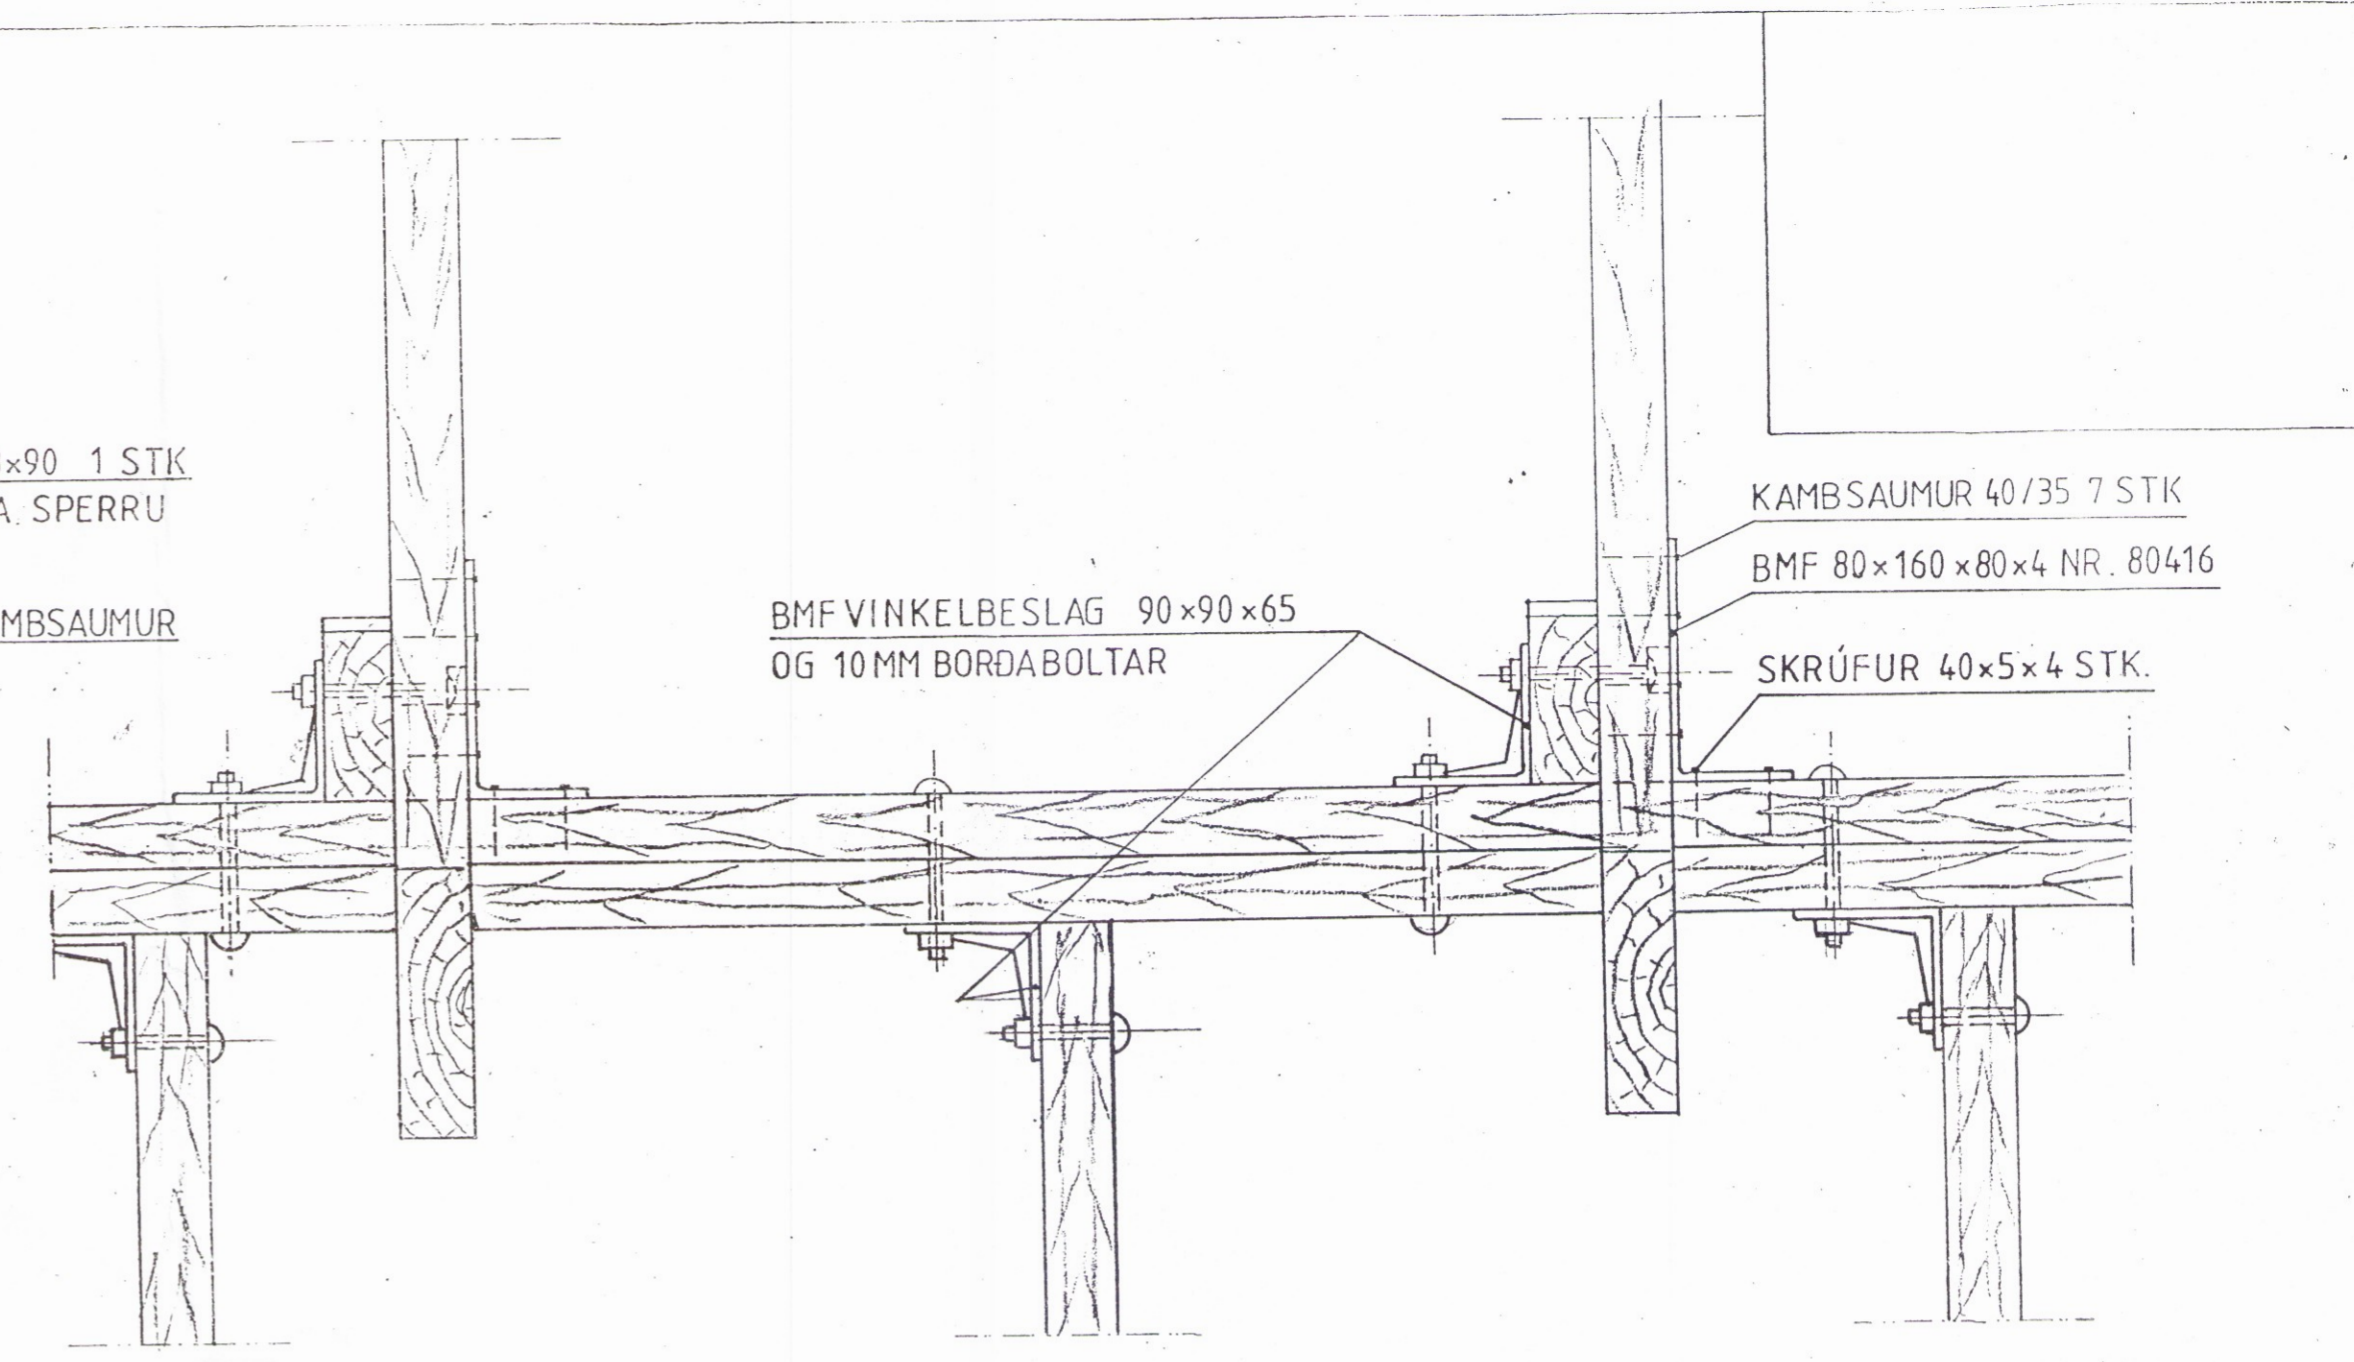 ×90 1 STK
A. SPERRU
MBSAUMUR
BMF VINKELBESLAG 90×90×65
OG 10 MM BORÐABOLTAR
KAMBSAUMUR 40/35 7 STK
BMF 80×160×80×4 NR. 80416
SKRÚFUR 40×5×4 STK.